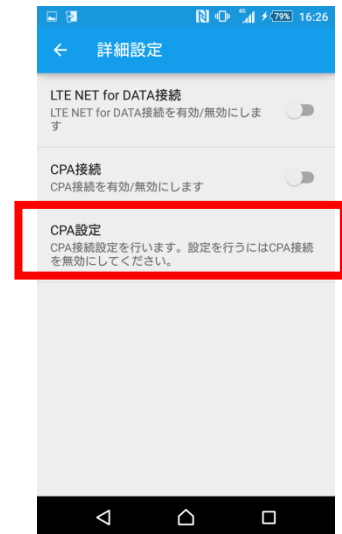 4G 79% 16:26
詳細設定
LTE NET for DATA接続
LTE NET for DATA接続を有効/無効にしま
す
CPA接続
CPA接続を有効/無効にします
CPA設定
CPA接続設定を行います。設定を行うにはCPA接続
を無効にしてください。